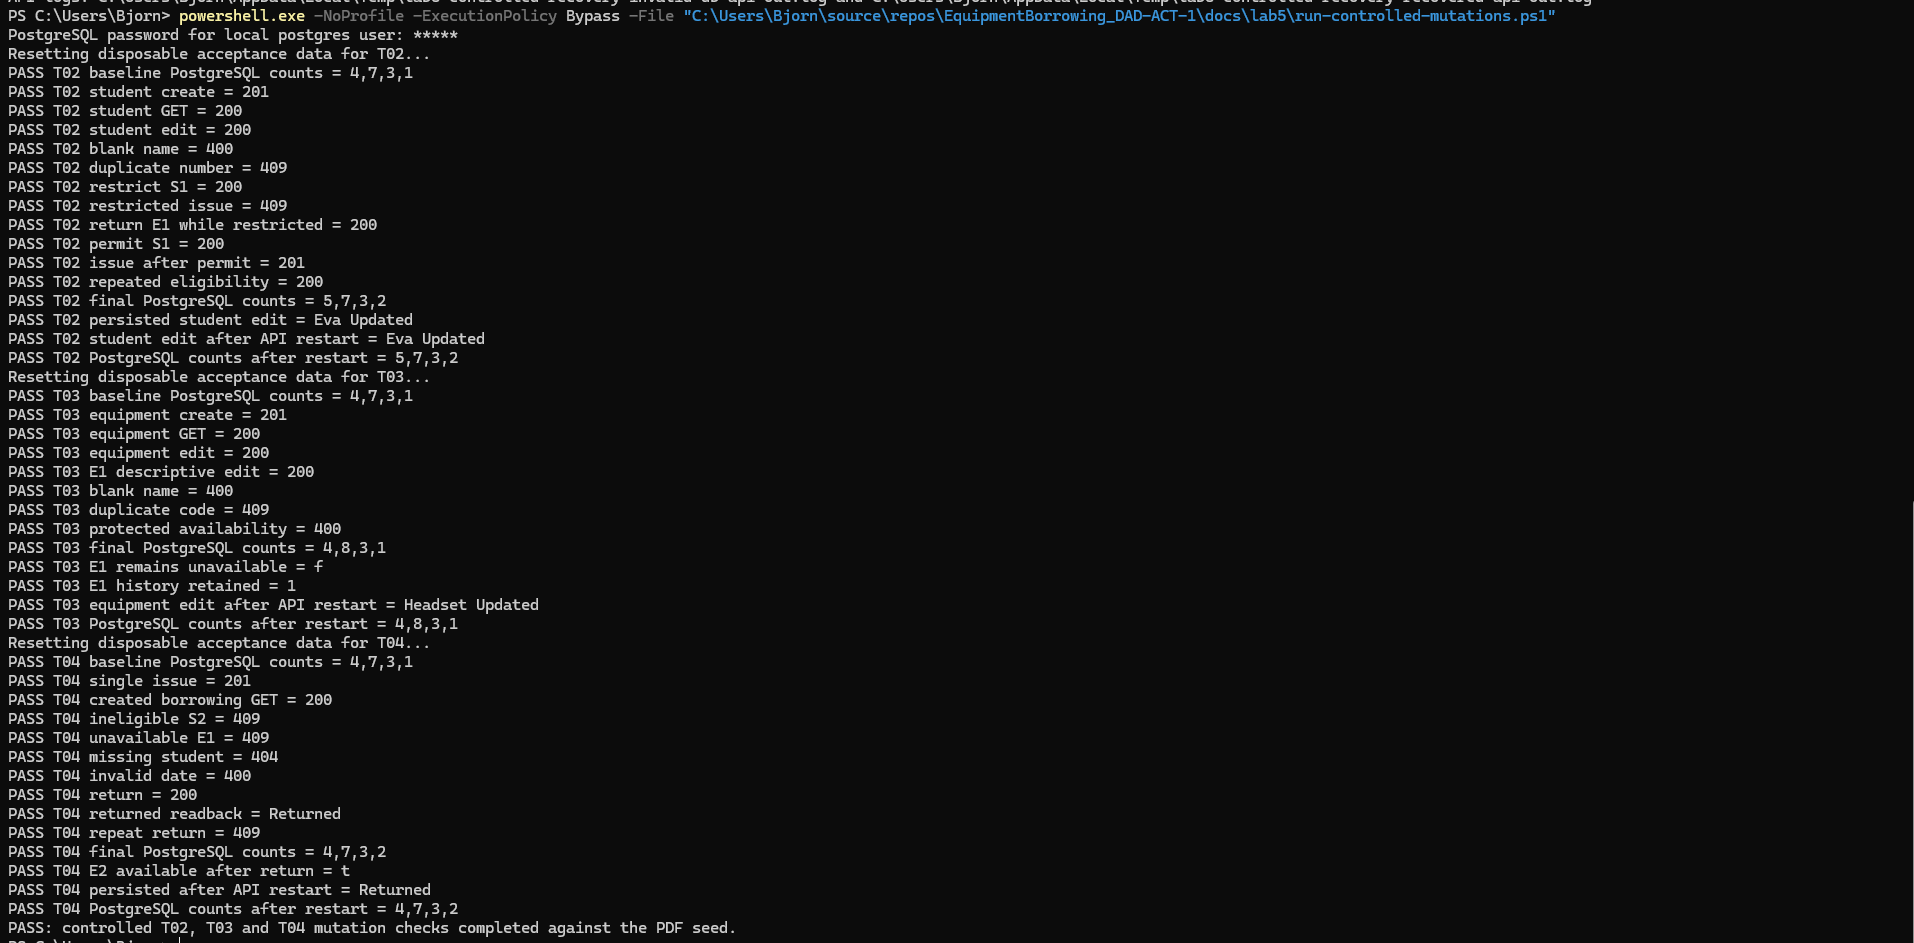 PS C:\Users\Bjorn> powershell.exe -NoProfile -ExecutionPolicy Bypass -File "C:\Users\Bjorn\source\repos\EquipmentBorrowing_DAD-ACT-1\docs\lab5\run-controlled-mutations.ps1"
PostgreSQL password for local postgres user: *****
Resetting disposable acceptance data for T02...
PASS T02 baseline PostgreSQL counts = 4,7,3,1
PASS T02 student create = 201
PASS T02 student GET = 200
PASS T02 student edit = 200
PASS T02 blank name = 400
PASS T02 duplicate number = 409
PASS T02 restrict S1 = 200
PASS T02 restricted issue = 409
PASS T02 return E1 while restricted = 200
PASS T02 permit S1 = 200
PASS T02 issue after permit = 201
PASS T02 repeated eligibility = 200
PASS T02 final PostgreSQL counts = 5,7,3,2
PASS T02 persisted student edit = Eva Updated
PASS T02 student edit after API restart = Eva Updated
PASS T02 PostgreSQL counts after restart = 5,7,3,2
Resetting disposable acceptance data for T03...
PASS T03 baseline PostgreSQL counts = 4,7,3,1
PASS T03 equipment create = 201
PASS T03 equipment GET = 200
PASS T03 equipment edit = 200
PASS T03 E1 descriptive edit = 200
PASS T03 blank name = 400
PASS T03 duplicate code = 409
PASS T03 protected availability = 400
PASS T03 final PostgreSQL counts = 4,8,3,1
PASS T03 E1 remains unavailable = f
PASS T03 E1 history retained = 1
PASS T03 equipment edit after API restart = Headset Updated
PASS T03 PostgreSQL counts after restart = 4,8,3,1
Resetting disposable acceptance data for T04...
PASS T04 baseline PostgreSQL counts = 4,7,3,1
PASS T04 single issue = 201
PASS T04 created borrowing GET = 200
PASS T04 ineligible S2 = 409
PASS T04 unavailable E1 = 409
PASS T04 missing student = 404
PASS T04 invalid date = 400
PASS T04 return = 200
PASS T04 returned readback = Returned
PASS T04 repeat return = 409
PASS T04 final PostgreSQL counts = 4,7,3,2
PASS T04 E2 available after return = t
PASS T04 persisted after API restart = Returned
PASS T04 PostgreSQL counts after restart = 4,7,3,2
PASS: controlled T02, T03 and T04 mutation checks completed against the PDF seed.